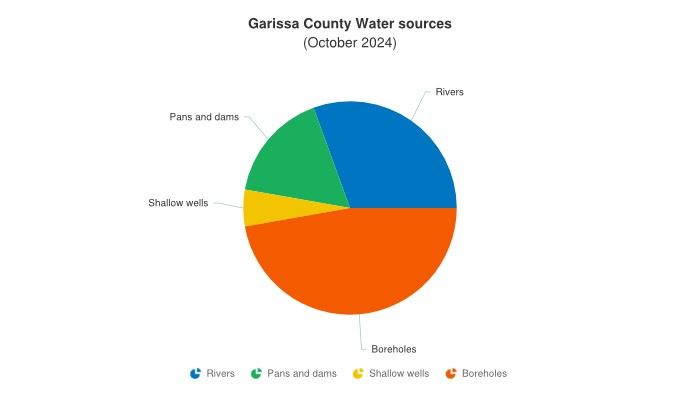 Garissa County Water sources
(October 2024)
Rivers
Pans and dams
Shallow wells
Boreholes
Rivers Pans and dams Shallow wells Boreholes